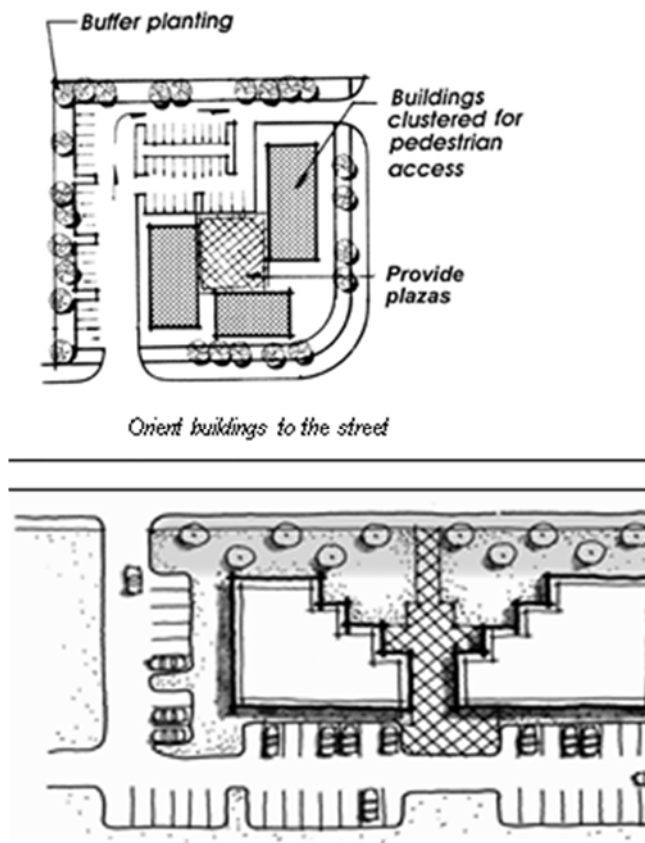 Buffer planting
Buildings
clustered for
pedestrian
access
Provide
plazas
Orient buildings to the street